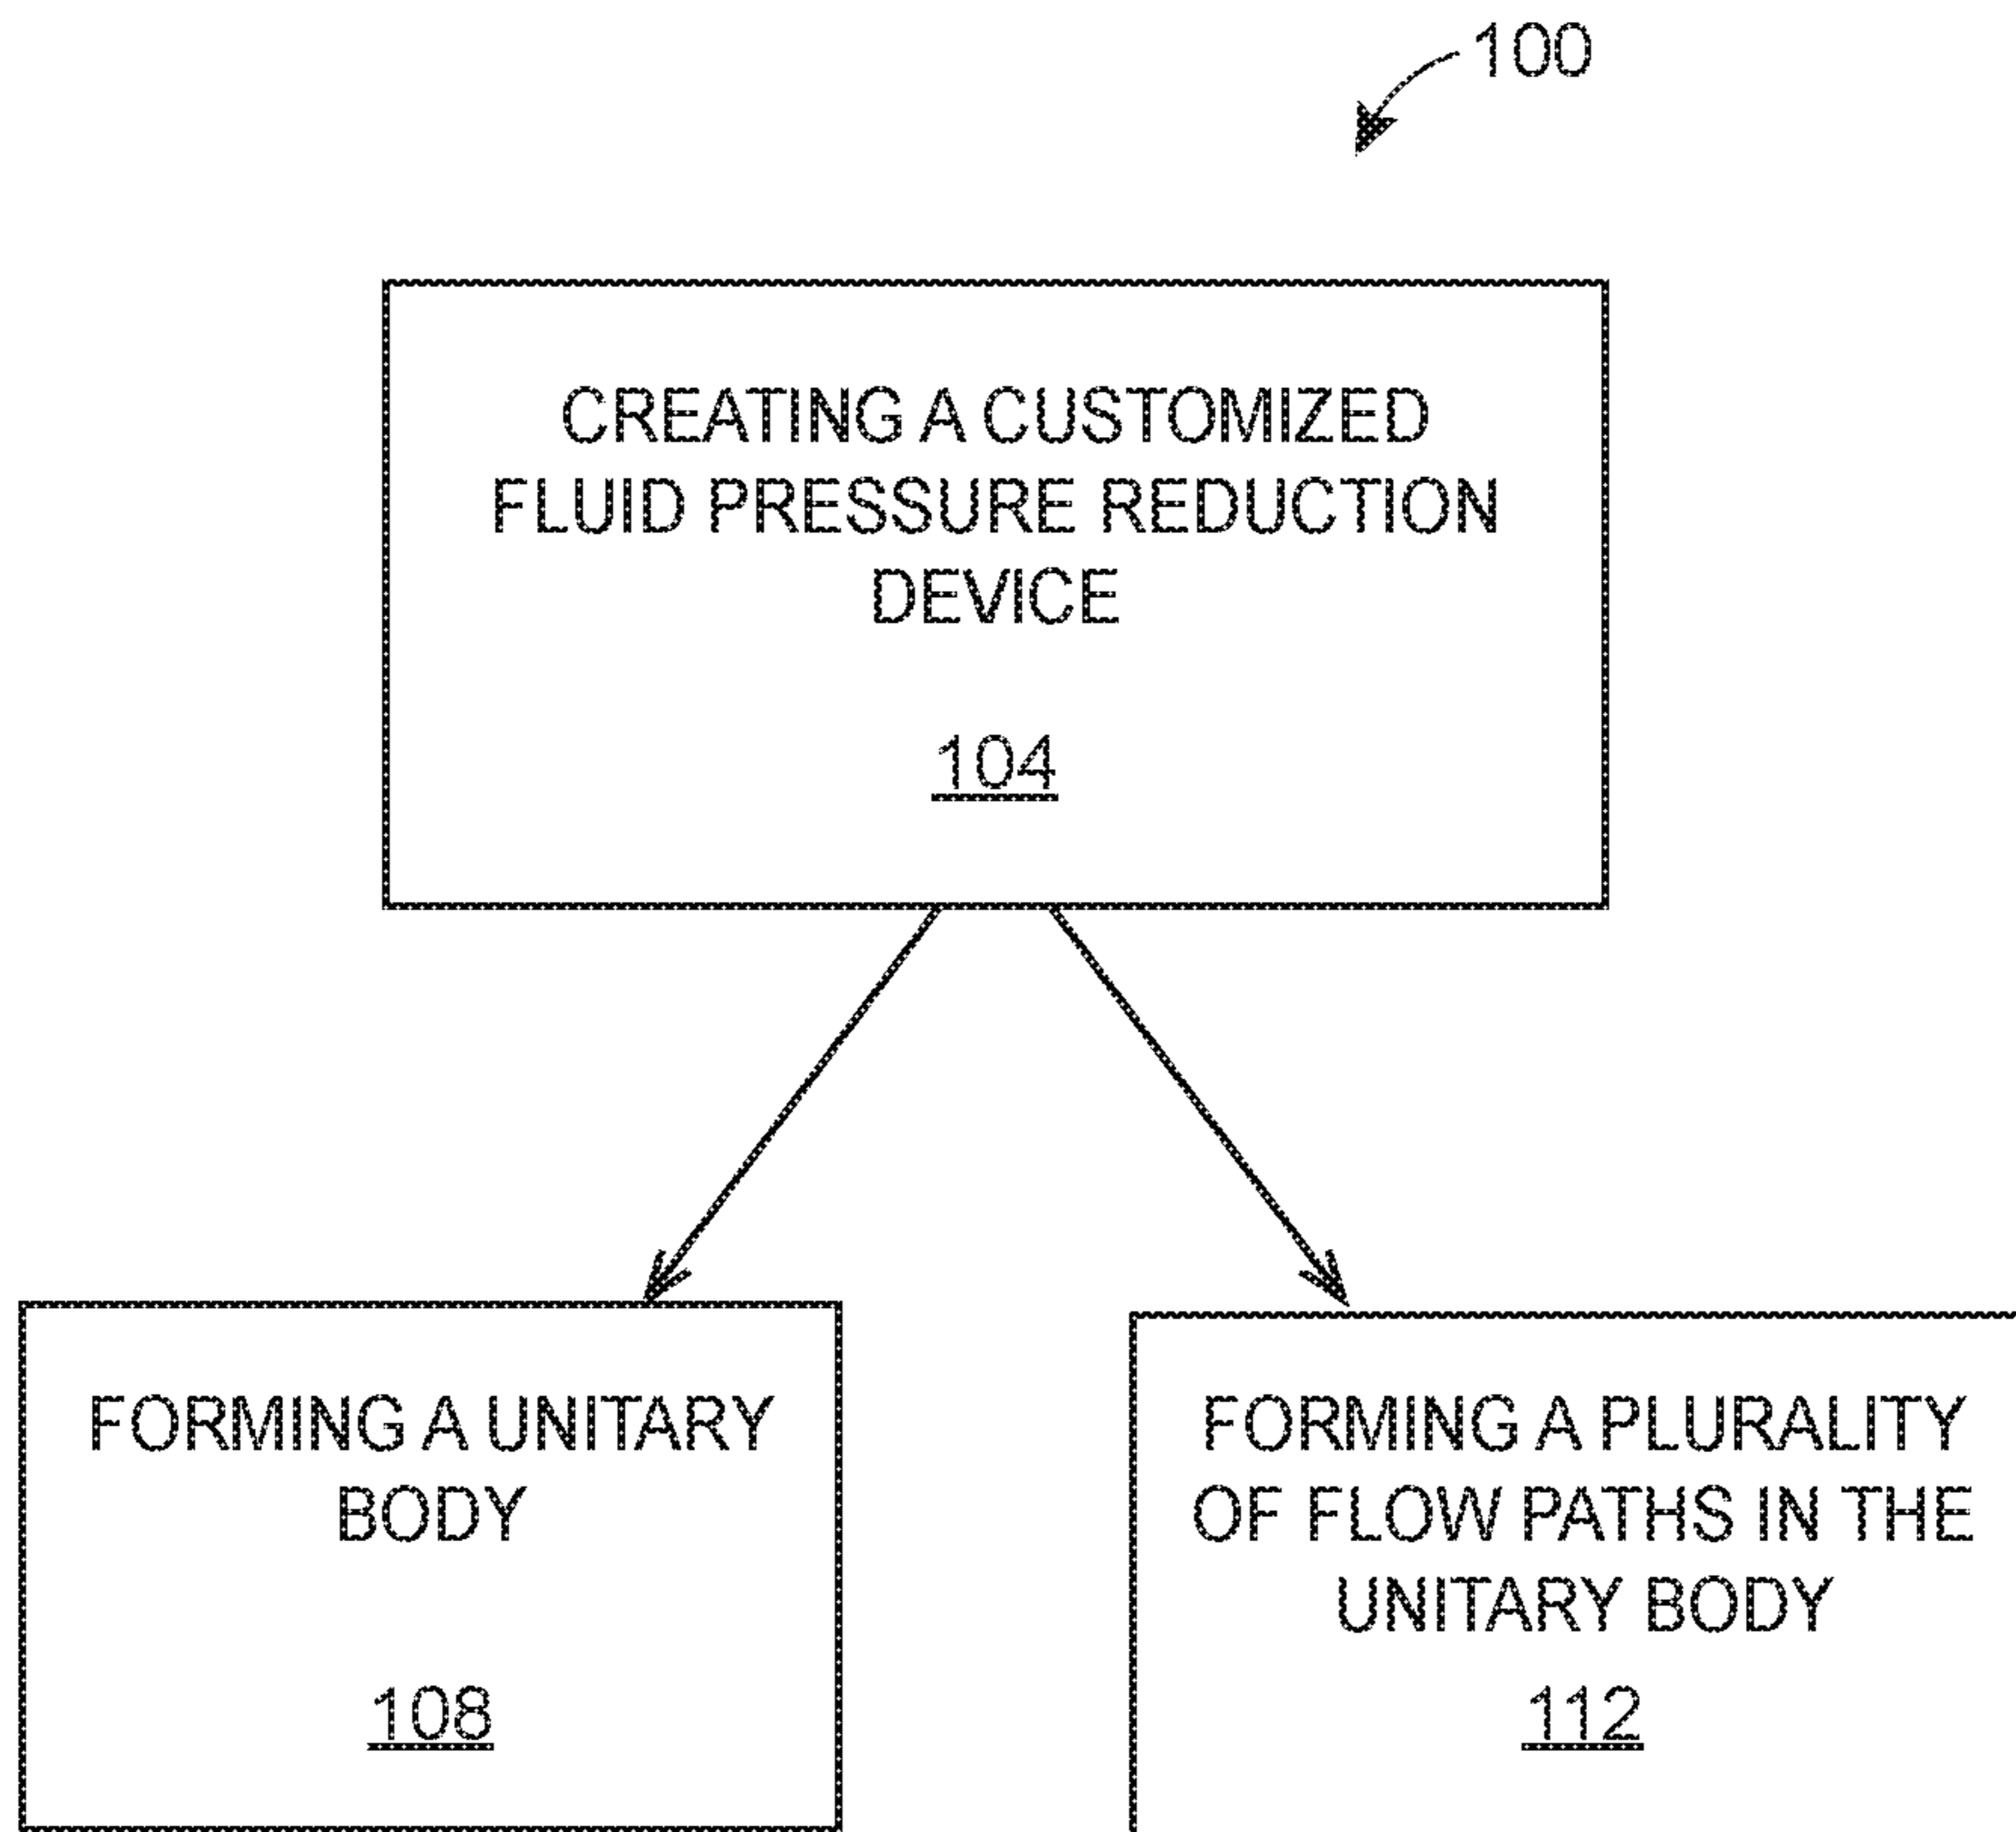 100
CREATING A CUSTOMIZED
FLUID PRESSURE REDUCTION
DEVICE
104
FORMING A UNITARY
BODY
108
FORMING A PLURALITY
OF FLOW PATHS IN THE
UNITARY BODY
112